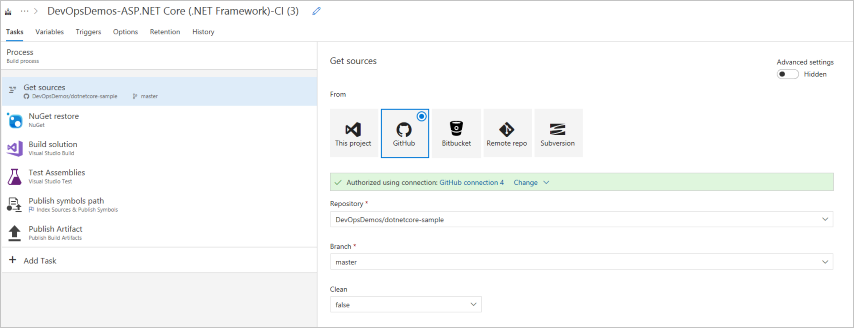 ... > DevOpsDemos-ASP.NET Core (.NET Framework)-CI (3)
Tasks Variables Triggers Options Retention History
Process
Build process
Get sources
DevOpsDemos/dotnetcore-sample master
NuGet restore
NuGet
Build solution
Visual Studio Build
Test Assemblies
Visual Studio Test
Publish symbols path
Index Sources & Publish Symbols
Publish Artifact
Publish Build Artifacts
+ Add Task
Get sources
Advanced settings
Hidden
From
This project GitHub Bitbucket Remote repo Subversion
Authorized using connection: GitHub connection 4 Change
Repository *
DevOpsDemos/dotnetcore-sample
Branch *
master
Clean
false